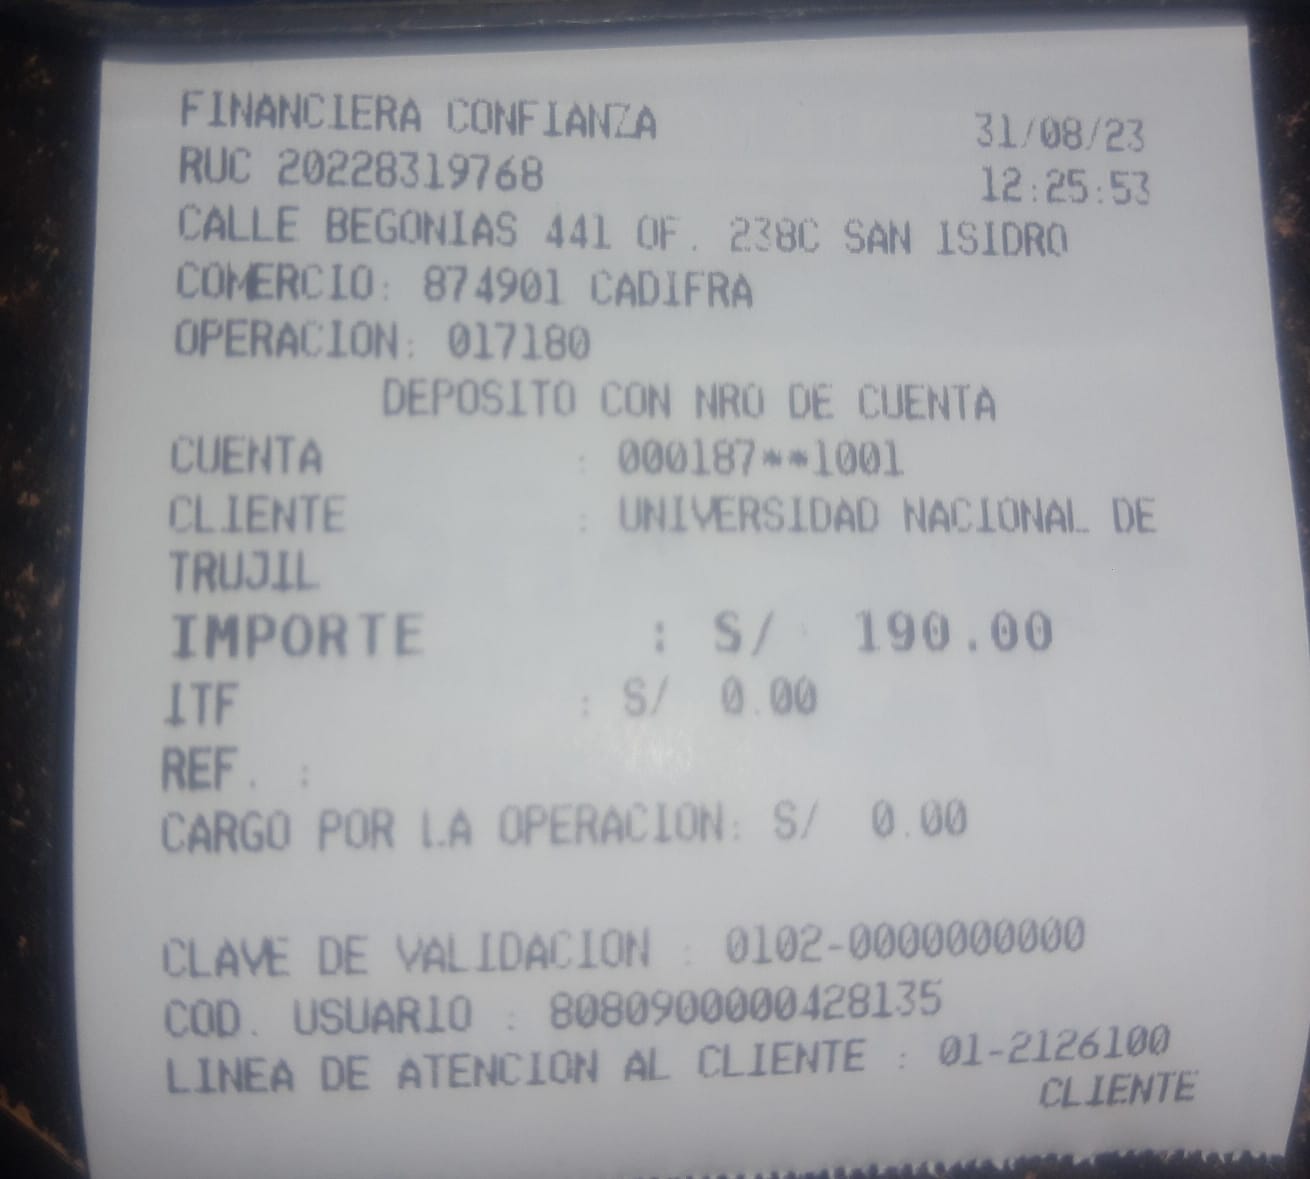 FINANCIERA CONFIANZA 31/08/23
RUC 20228319768 12:25:53
CALLE BEGONIAS 441 OF. 238C SAN ISIDRO
COMERCIO: 874901 CADIFRA
OPERACION: 017180
DEPOSITO CON NRO DE CUENTA
CUENTA : 000187**1001
CLIENTE : UNIVERSIDAD NACIONAL DE
TRUJIL
IMPORTE : S/ 190.00
ITF : S/ 0.00
REF. :
CARGO POR LA OPERACION: S/ 0.00
CLAVE DE VALIDACION : 0102-0000000000
COD. USUARIO : 8080900000428135
LINEA DE ATENCION AL CLIENTE : 01-2126100
CLIENTE